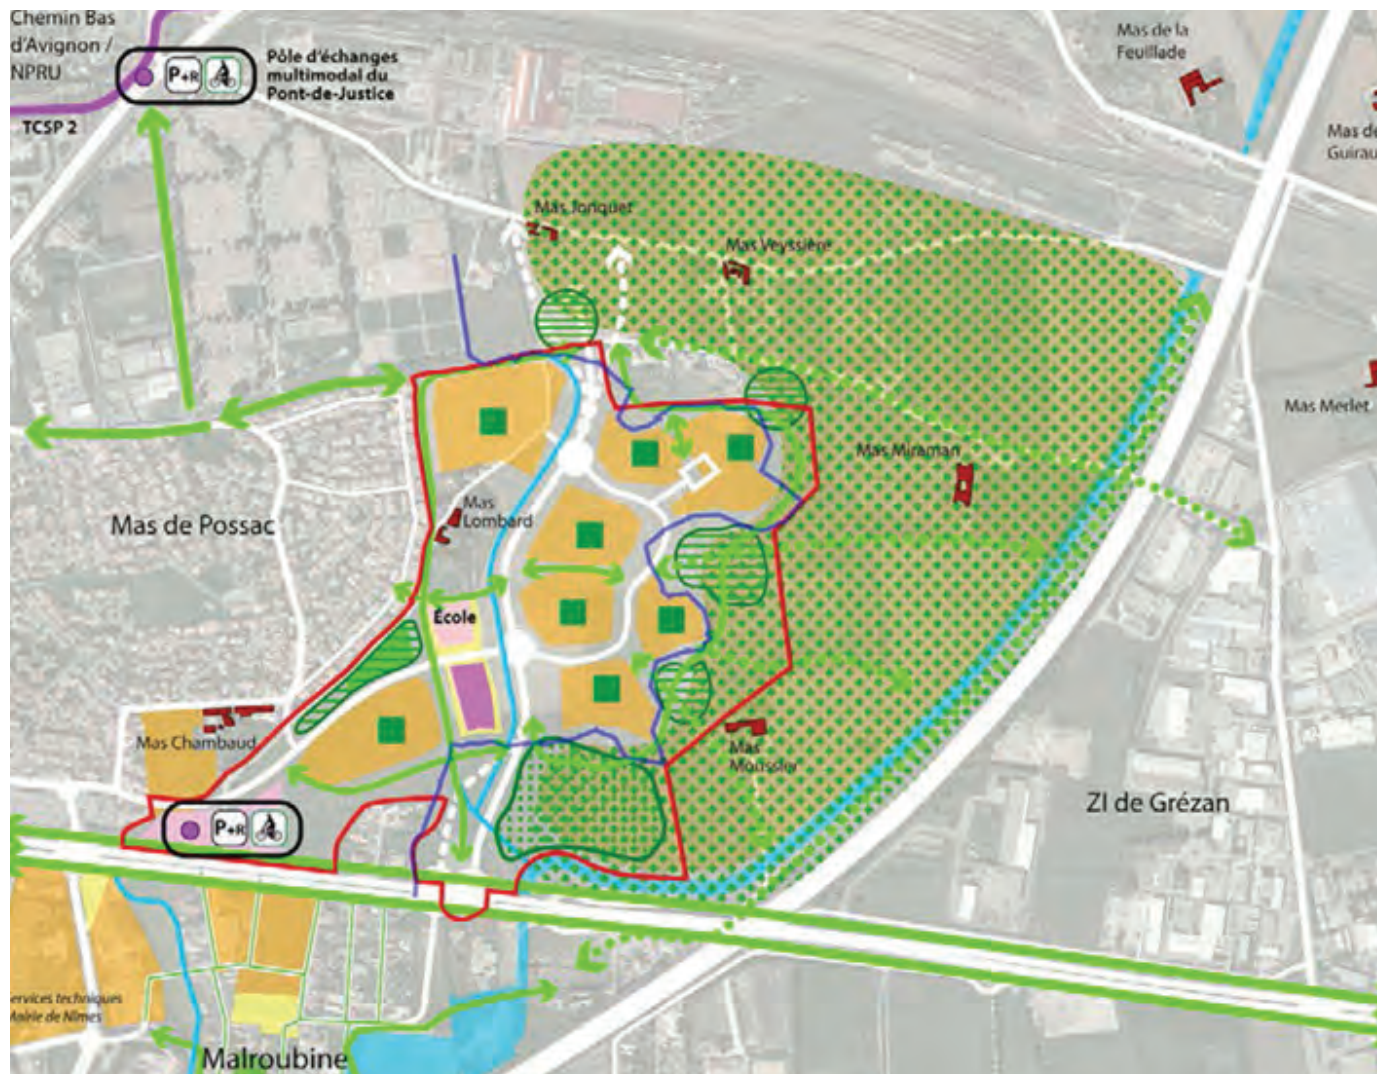 Chemin Bas
d'Avignon /
NPRU
P+R
Pôle d'échanges
multimodal du
Pont-de-Justice
TCSP 2
Mas de la
Feuillade
Mas de
Mas Jonquet
Mas Veyssière
Mas Merlet
Mas Miraman
Mas
Lombard
Mas de Possac
École
Mas Chambaud
Mas
Moussier
P+R
ZI de Grézan
ervices techniques
Mairie de Nîmes
Malroubine